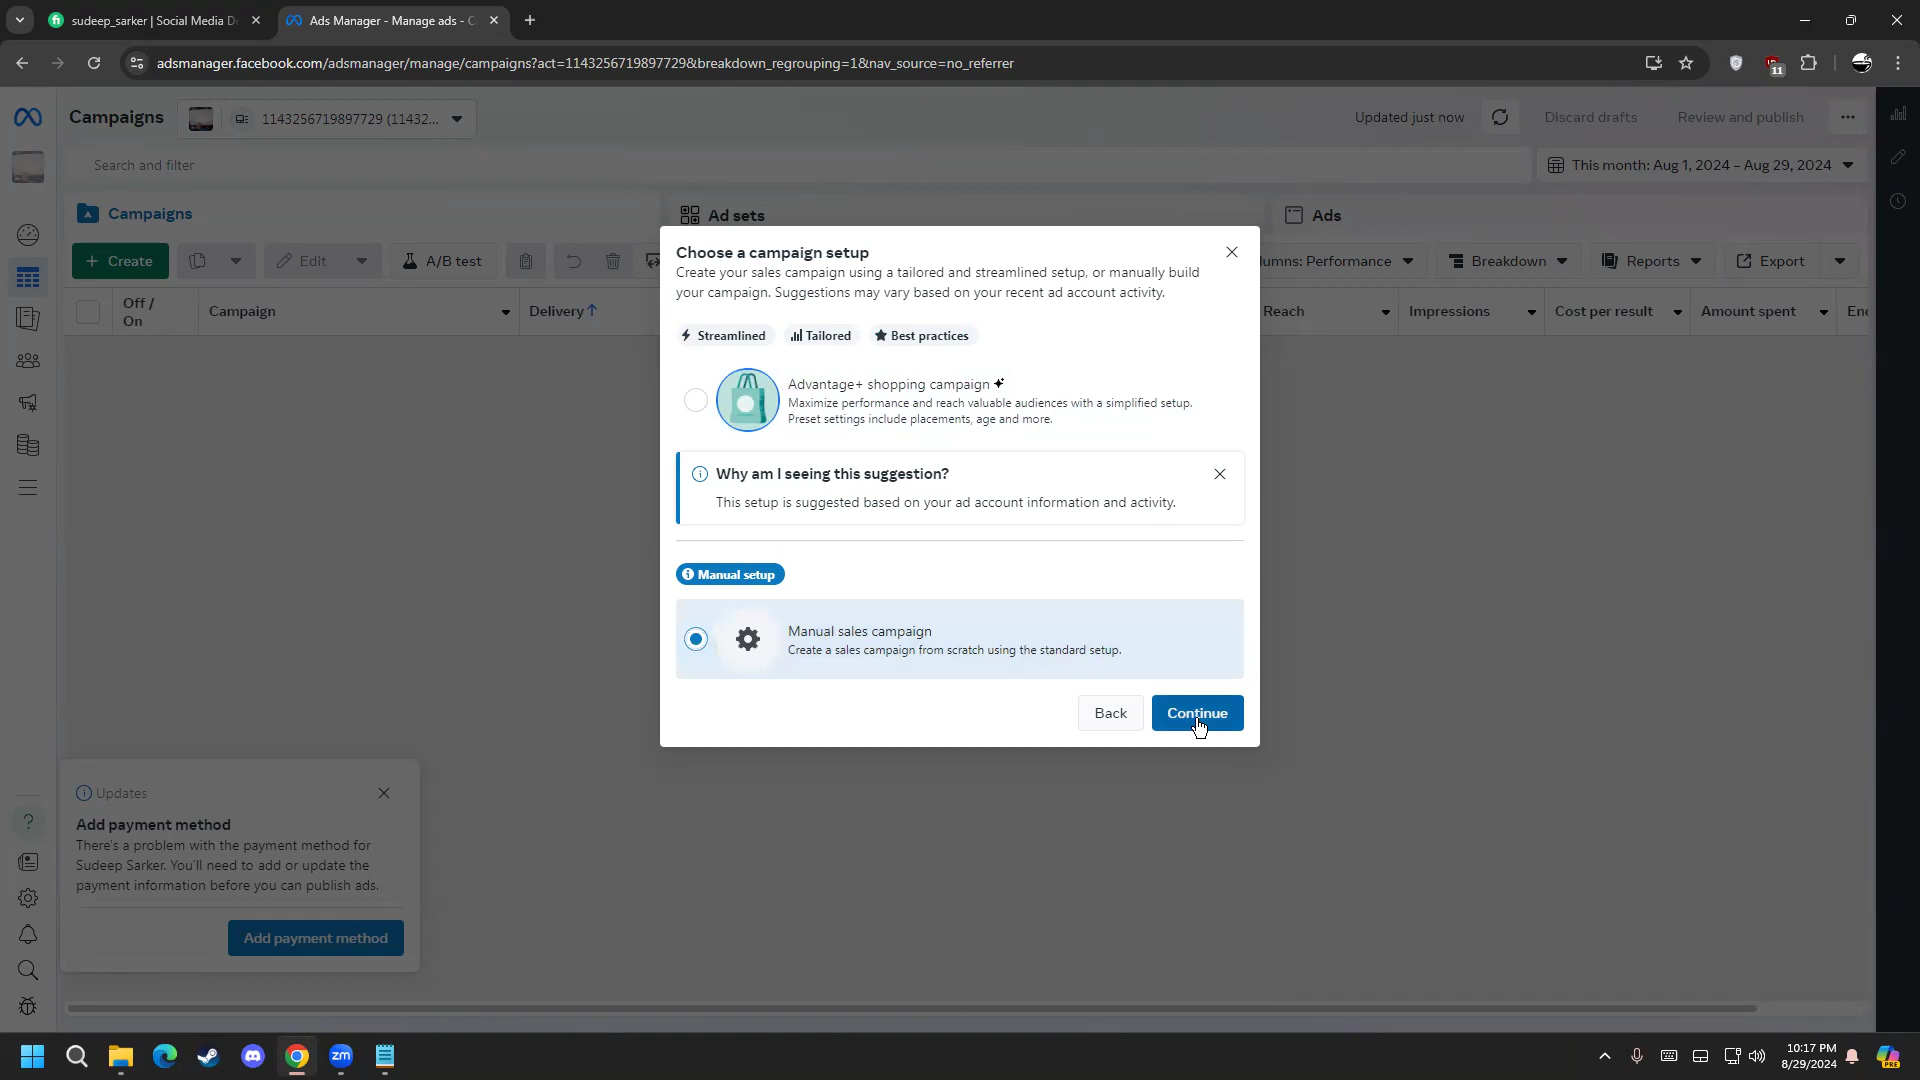 sudeep_sarker | Social Media D
Ads Manager - Manage ads - C
adsmanager.facebook.com/adsmanager/manage/campaigns?act=1143256719897729&breakdown_regrouping=1&nav_source=no_referrer
11
Campaigns
1143256719897729 (11432...
Updated just now
Discard drafts
Review and publish
Search and filter
This month: Aug 1, 2024 – Aug 29, 2024
Campaigns
Ad sets
Ads
+ Create
Edit
A/B test
lumns: Performance
Breakdown
Reports
Export
Off / On
Campaign
Delivery ↑
Reach
Impressions
Cost per result
Amount spent
En
Choose a campaign setup
Create your sales campaign using a tailored and streamlined setup, or manually build
your campaign. Suggestions may vary based on your recent ad account activity.
Streamlined
Tailored
Best practices
Advantage+ shopping campaign
Maximize performance and reach valuable audiences with a simplified setup.
Preset settings include placements, age and more.
Why am I seeing this suggestion?
This setup is suggested based on your ad account information and activity.
Manual setup
Manual sales campaign
Create a sales campaign from scratch using the standard setup.
Back
Continue
Updates
Add payment method
There's a problem with the payment method for
Sudeep Sarker. You'll need to add or update the
payment information before you can publish ads.
Add payment method
zm
10:17 PM
8/29/2024
PRE